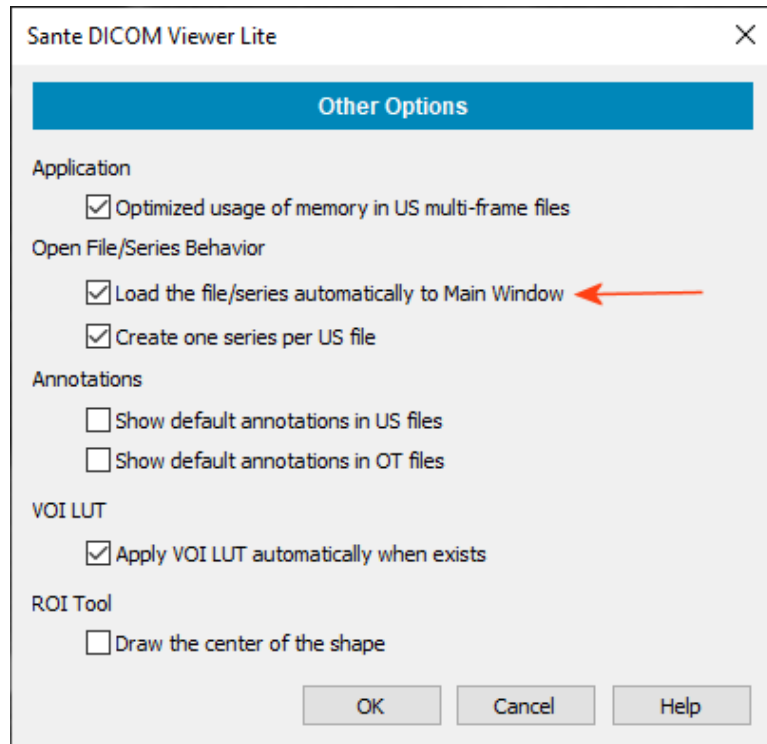 Sante DICOM Viewer Lite
Other Options
Application
Optimized usage of memory in US multi-frame files
Open File/Series Behavior
Load the file/series automatically to Main Window
Create one series per US file
Annotations
Show default annotations in US files
Show default annotations in OT files
VOI LUT
Apply VOI LUT automatically when exists
ROI Tool
Draw the center of the shape
OK Cancel Help